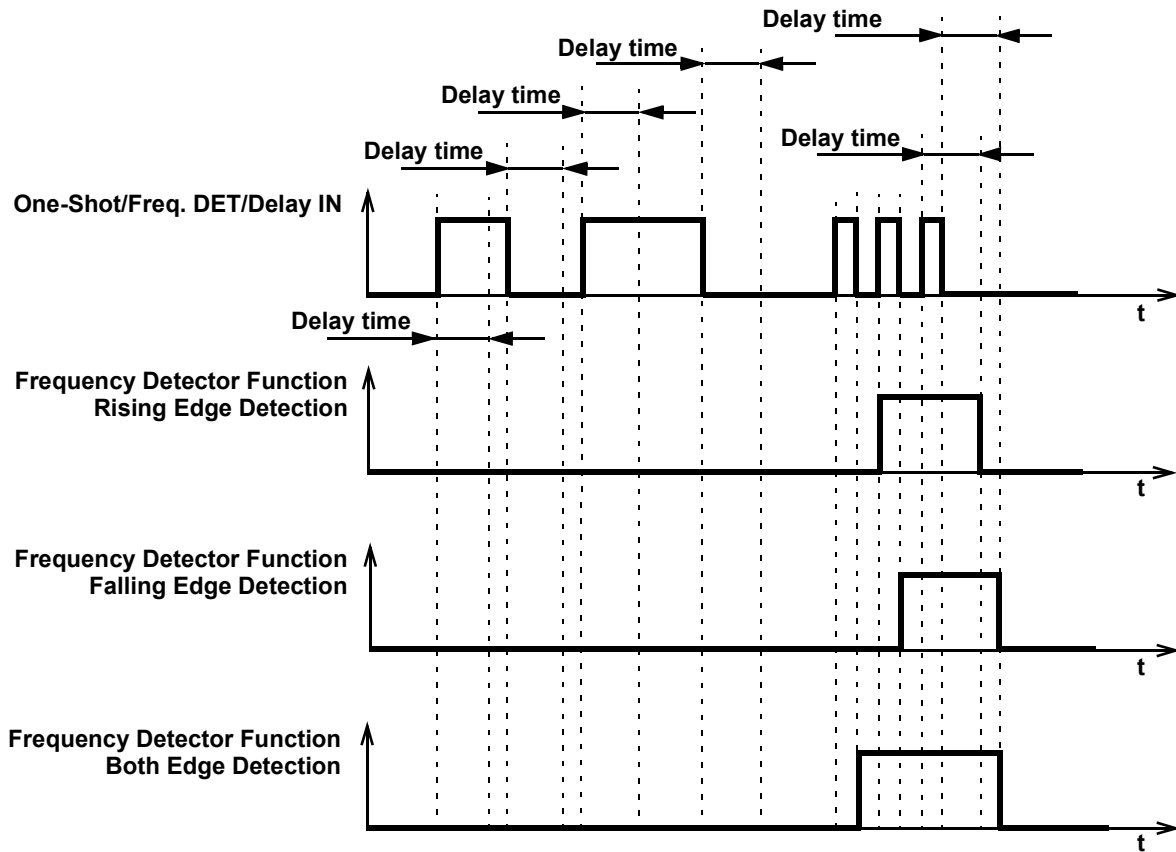 Delay time
Delay time
Delay time
Delay time
Delay time
One-Shot/Freq. DET/Delay IN
t
Delay time
Frequency Detector Function
Rising Edge Detection
t
Frequency Detector Function
Falling Edge Detection
t
Frequency Detector Function
Both Edge Detection
t